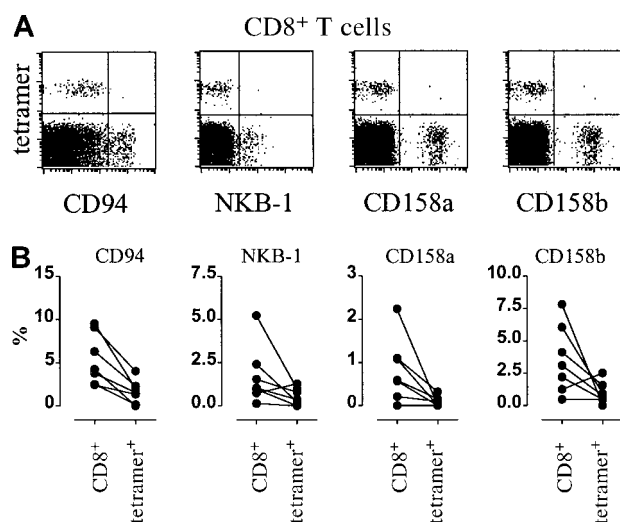 A
CD8+ T cells
tetramer
CD94
NKB-1
CD158a
CD158b
B
CD94
NKB-1
CD158a
CD158b
%
15
10
5
0
7.5
5.0
2.5
0.0
3
2
1
0
10.0
7.5
5.0
2.5
0.0
CD8+
tetramer+
CD8+
tetramer+
CD8+
tetramer+
CD8+
tetramer+